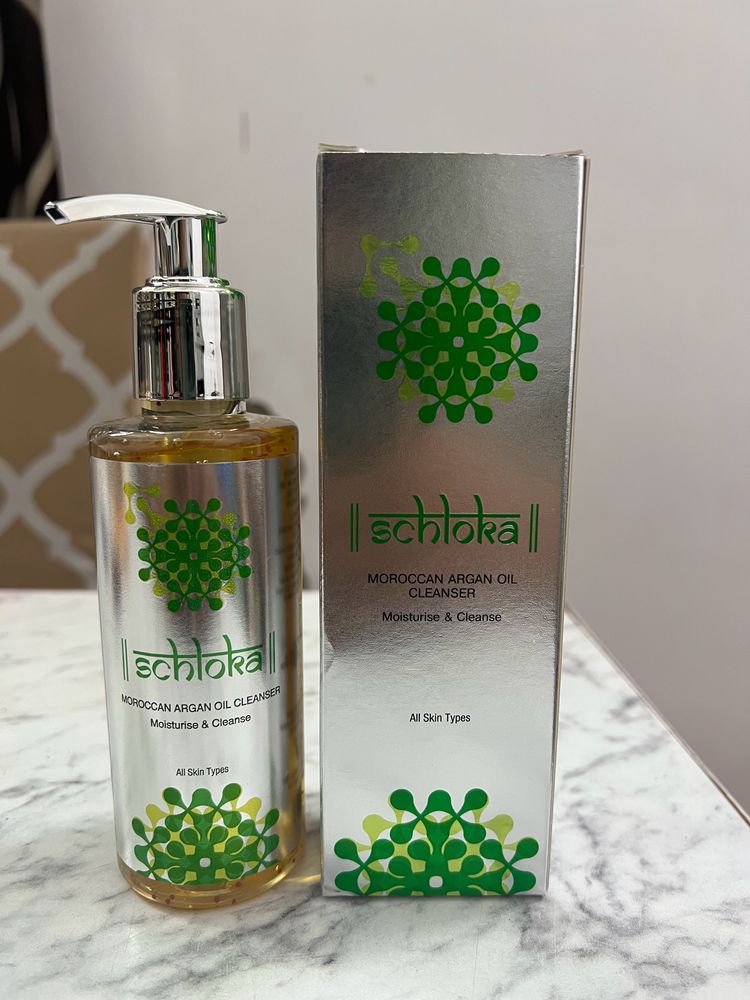 ||schloka||
MOROCCAN ARGAN OIL CLEANSER
Moisturise & Cleanse
All Skin Types
||schloka||
MOROCCAN ARGAN OIL
CLEANSER
Moisturise & Cleanse
All Skin Types